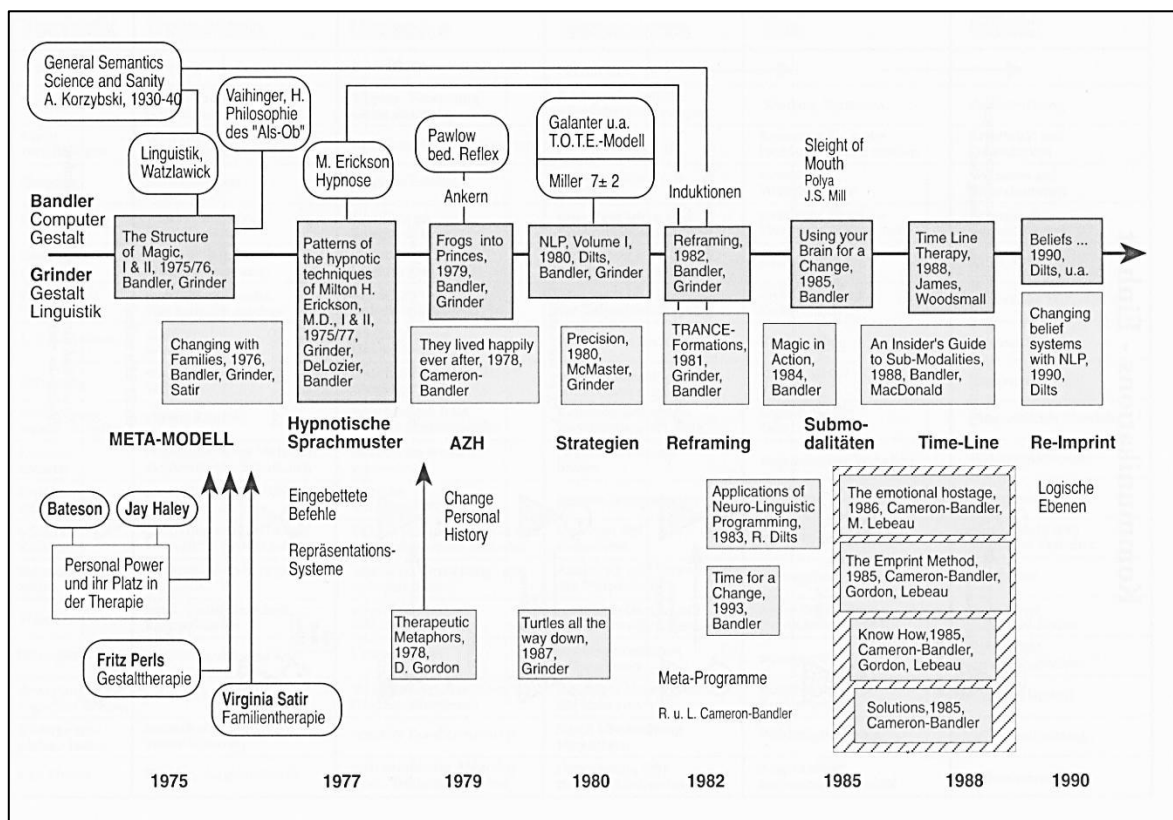 General Semantics
Science and Sanity
A. Korzybski, 1930-40
Vaihinger, H.
Philosophie
des "Als-Ob"
Linguistik,
Watzlawick
M. Erickson
Hypnose
Pawlow
bed. Reflex
Ankern
Galanter u.a.
T.O.T.E.-Modell
Miller 7± 2
Induktionen
Sleight of
Mouth
Polya
J.S. Mill
Bandler
Computer
Gestalt
Grinder
Gestalt
Linguistik
The Structure
of Magic,
I & II, 1975/76,
Bandler, Grinder
Patterns of
the hypnotic
techniques
of Milton H.
Erickson,
M.D., I & II,
1975/77,
Grinder,
DeLozier,
Bandler
Frogs into
Princes,
1979,
Bandler,
Grinder
NLP, Volume I,
1980, Dilts,
Bandler, Grinder
Reframing,
1982,
Bandler,
Grinder
Using your
Brain for a
Change,
1985,
Bandler
Time Line
Therapy,
1988,
James,
Woodsmall
Beliefs ...
1990,
Dilts, u.a.
Changing with
Families, 1976,
Bandler, Grinder,
Satir
They lived happily
ever after, 1978,
Cameron-
Bandler
Precision,
1980,
McMaster,
Grinder
TRANCE-
Formations,
1981,
Grinder,
Bandler
Magic in
Action,
1984,
Bandler
An Insider's Guide
to Sub-Modalities,
1988, Bandler,
MacDonald
Changing
belief
systems
with NLP,
1990,
Dilts
META-MODELL
Hypnotische
Sprachmuster
AZH
Strategien
Reframing
Submo-
dalitäten
Time-Line
Re-Imprint
Bateson
Jay Haley
Personal Power
und ihr Platz in
der Therapie
Fritz Perls
Gestalttherapie
Virginia Satir
Familientherapie
Eingebettete
Befehle
Repräsentations-
Systeme
Change
Personal
History
Therapeutic
Metaphors,
1978,
D. Gordon
Turtles all
the way down,
1987,
Grinder
Applications of
Neuro-Linguistic
Programming,
1983, R. Dilts
Time for a
Change,
1993,
Bandler
Meta-Programme
R. u. L. Cameron-Bandler
The emotional hostage,
1986, Cameron-Bandler,
M. Lebeau
The Emprint Method,
1985, Cameron-Bandler,
Gordon, Lebeau
Know How,1985,
Cameron-Bandler,
Gordon, Lebeau
Solutions,1985,
Cameron-Bandler
Logische
Ebenen
1975
1977
1979
1980
1982
1985
1988
1990